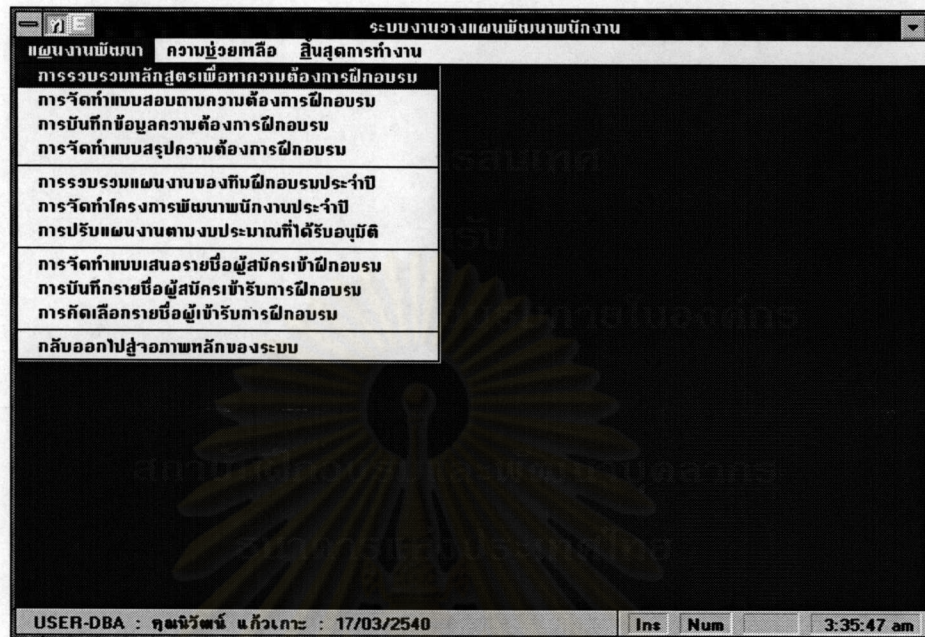 ก E ระบบงานวางแผนพัฒนาพนักงาน
แผนงานพัฒนา ความช่วยเหลือ สิ้นสุดการทำงาน
การรวบรวมหลักสูตรเพื่อหาความต้องการฝึกอบรม
การจัดทำแบบสอบถามความต้องการฝึกอบรม
การบันทึกข้อมูลความต้องการฝึกอบรม
การจัดทำแบบสรุปความต้องการฝึกอบรม
การรวบรวมแผนงานของทีมฝึกอบรมประจำปี
การจัดทำโครงการพัฒนาพนักงานประจำปี
การปรับแผนงานตามงบประมาณที่ได้รับอนุมัติ
การจัดทำแบบเสนอรายชื่อผู้สมัครเข้าฝึกอบรม
การบันทึกรายชื่อผู้สมัครเข้ารับการฝึกอบรม
การคัดเลือกรายชื่อผู้เข้ารับการฝึกอบรม
กลับออกไปสู่จอภาพหลักของระบบ
USER-DBA : คุณนิวัฒน์ แก้วเกาะ : 17/03/2540 Ins Num 3:35:47 am